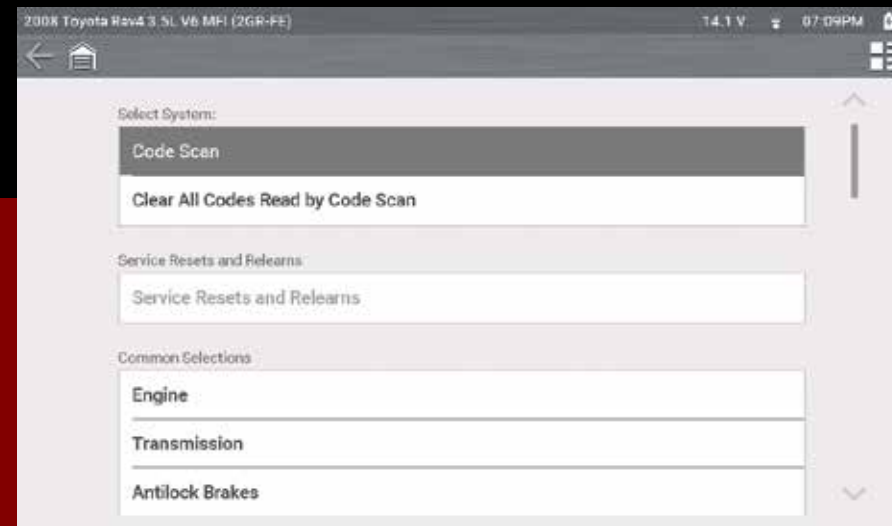 2008 Toyota Rav4 3.5L V6 MFI (2GR-FE) 14.1 V 07:09PM
Select System:
Code Scan
Clear All Codes Read by Code Scan
Service Resets and Relearns
Service Resets and Relearns
Common Selections
Engine
Transmission
Antilock Brakes